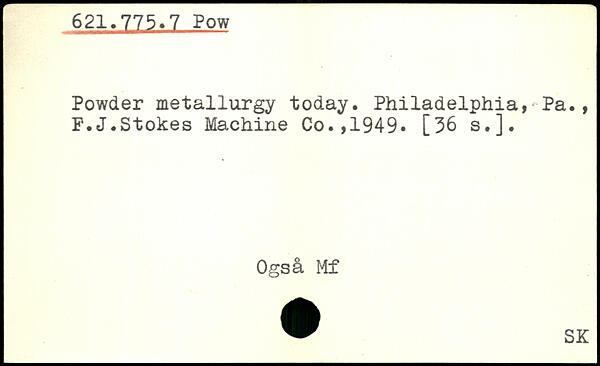 621.775.7 Pow
Powder metallurgy today. Philadelphia, Pa.,
F.J.Stokes Machine Co.,1949. [36 s.].
Også Mf
SK